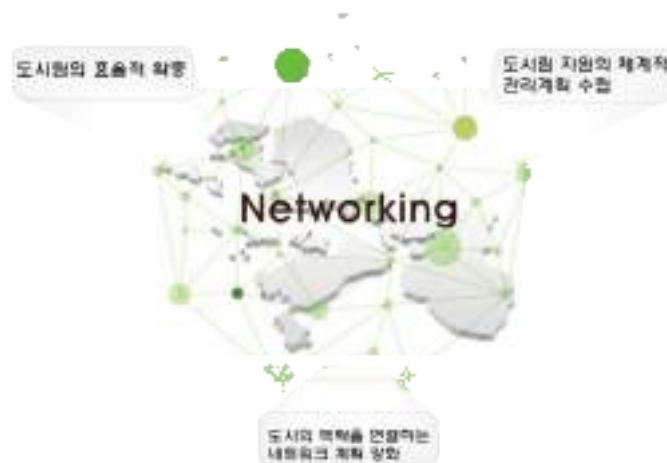 도시림의 효율적 확충
도시림 자원의 체계적
관리계획 수립
Networking
도시의 맥락을 연결하는
네트워크 계획 강화